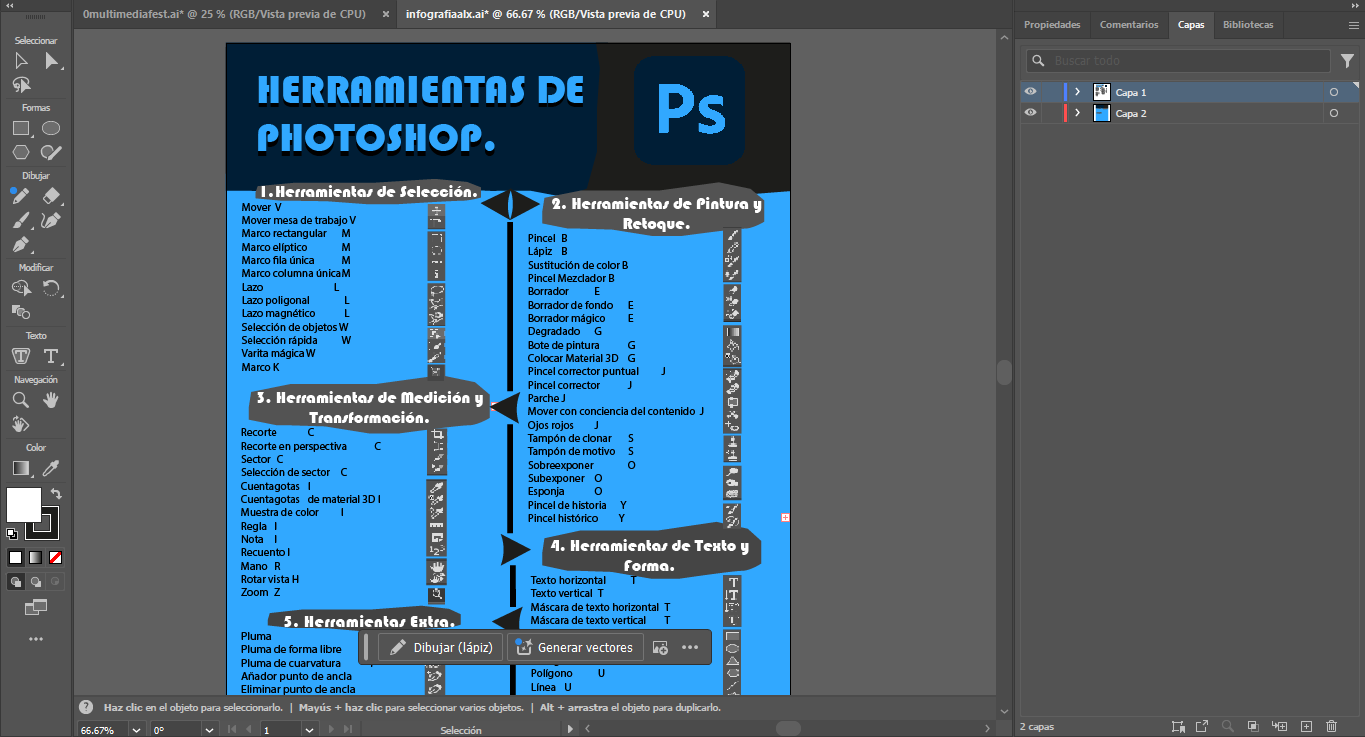 0multimediafest.ai* @ 25 % (RGB/Vista previa de CPU) ×
infografiaalx.ai* @ 66.67 % (RGB/Vista previa de CPU) ×
Seleccionar
Formas
Dibujar
Modificar
Texto
Navegación
Color
HERRAMIENTAS DE
PHOTOSHOP.
Ps
1. Herramientas de Selección.
Mover V
Mover mesa de trabajo V
Marco rectangular M
Marco elíptico M
Marco fila única M
Marco columna única M
Lazo L
Lazo poligonal L
Lazo magnético L
Selección de objetos W
Selección rápida W
Varita mágica W
Marco K
2. Herramientas de Pintura y
Retoque.
Pincel B
Lápiz B
Sustitución de color B
Pincel Mezclador B
Borrador E
Borrador de fondo E
Borrador mágico E
Degradado G
Bote de pintura G
Colocar Material 3D G
Pincel corrector puntual J
Pincel corrector J
Parche J
Mover con conciencia del contenido J
Ojos rojos J
Tampón de clonar S
Tampón de motivo S
Sobreexponer O
Subexponer O
Esponja O
Pincel de historia Y
Pincel histórico Y
3. Herramientas de Medición y
Transformación.
Recorte C
Recorte en perspectiva C
Sector C
Selección de sector C
Cuentagotas I
Cuentagotas de material 3D I
Muestra de color I
Regla I
Nota I
Recuento I
Mano R
Rotar vista H
Zoom Z
4. Herramientas de Texto y
Forma.
Texto horizontal T
Texto vertical T
Máscara de texto horizontal T
Máscara de texto vertical T
Polígono U
Línea U
5. Herramientas Extra.
Pluma
Pluma de forma libre
Pluma de cuarvatura
Añador punto de ancla
Eliminar punto de ancla
Dibujar (lápiz)
Generar vectores
Haz clic en el objeto para seleccionarlo. | Mayús + haz clic para seleccionar varios objetos. | Alt + arrastra el objeto para duplicarlo.
66.67%
0°
1
Selección
Propiedades
Comentarios
Capas
Bibliotecas
Buscar todo
Capa 1
Capa 2
2 capas